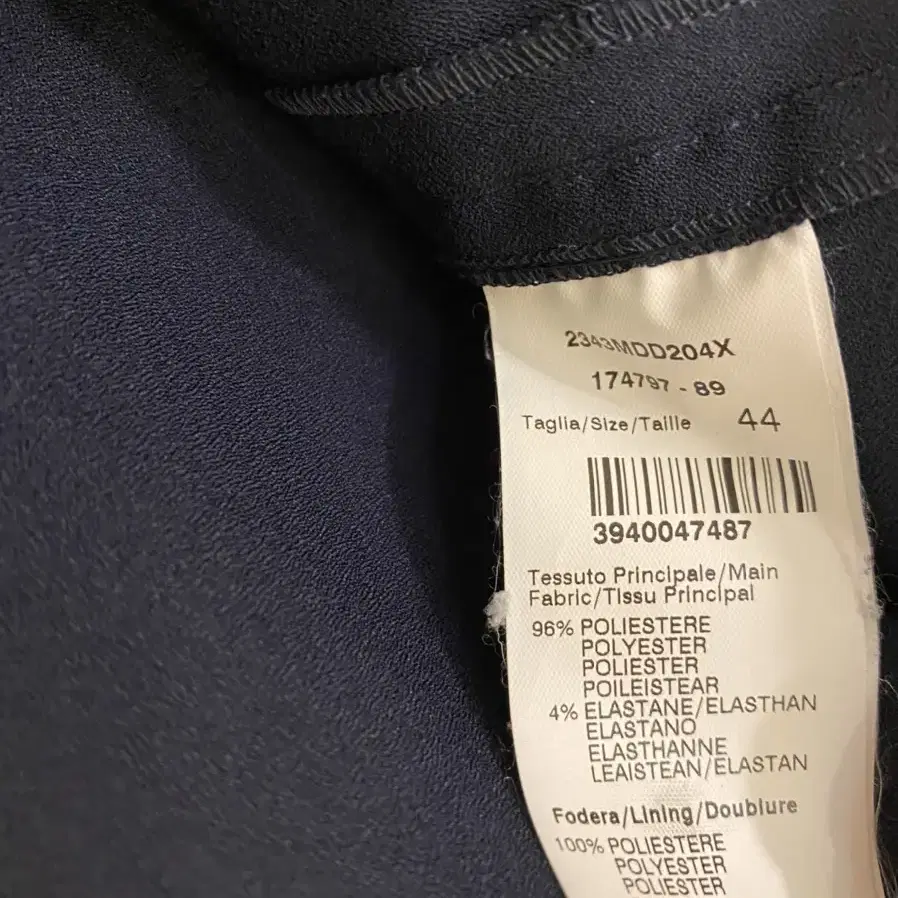 2343MDD204X
174797 - 89
Taglia/Size/Taille 44
3940047487
Tessuto Principale/Main
Fabric/Tissu Principal
96% POLIESTERE
POLYESTER
POLIESTER
POILEISTEAR
4% ELASTANE/ELASTHAN
ELASTANO
ELASTHANNE
LEAISTEAN/ELASTAN
Fodera/Lining/Doublure
100% POLIESTERE
POLYESTER
POLIESTER